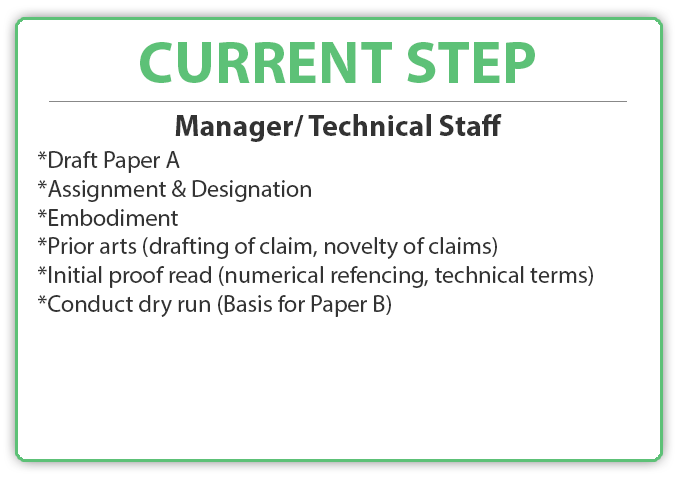 CURRENT STEP
Manager/ Technical Staff
*Draft Paper A
*Assignment & Designation
*Embodiment
*Prior arts (drafting of claim, novelty of claims)
*Initial proof read (numerical refencing, technical terms)
*Conduct dry run (Basis for Paper B)